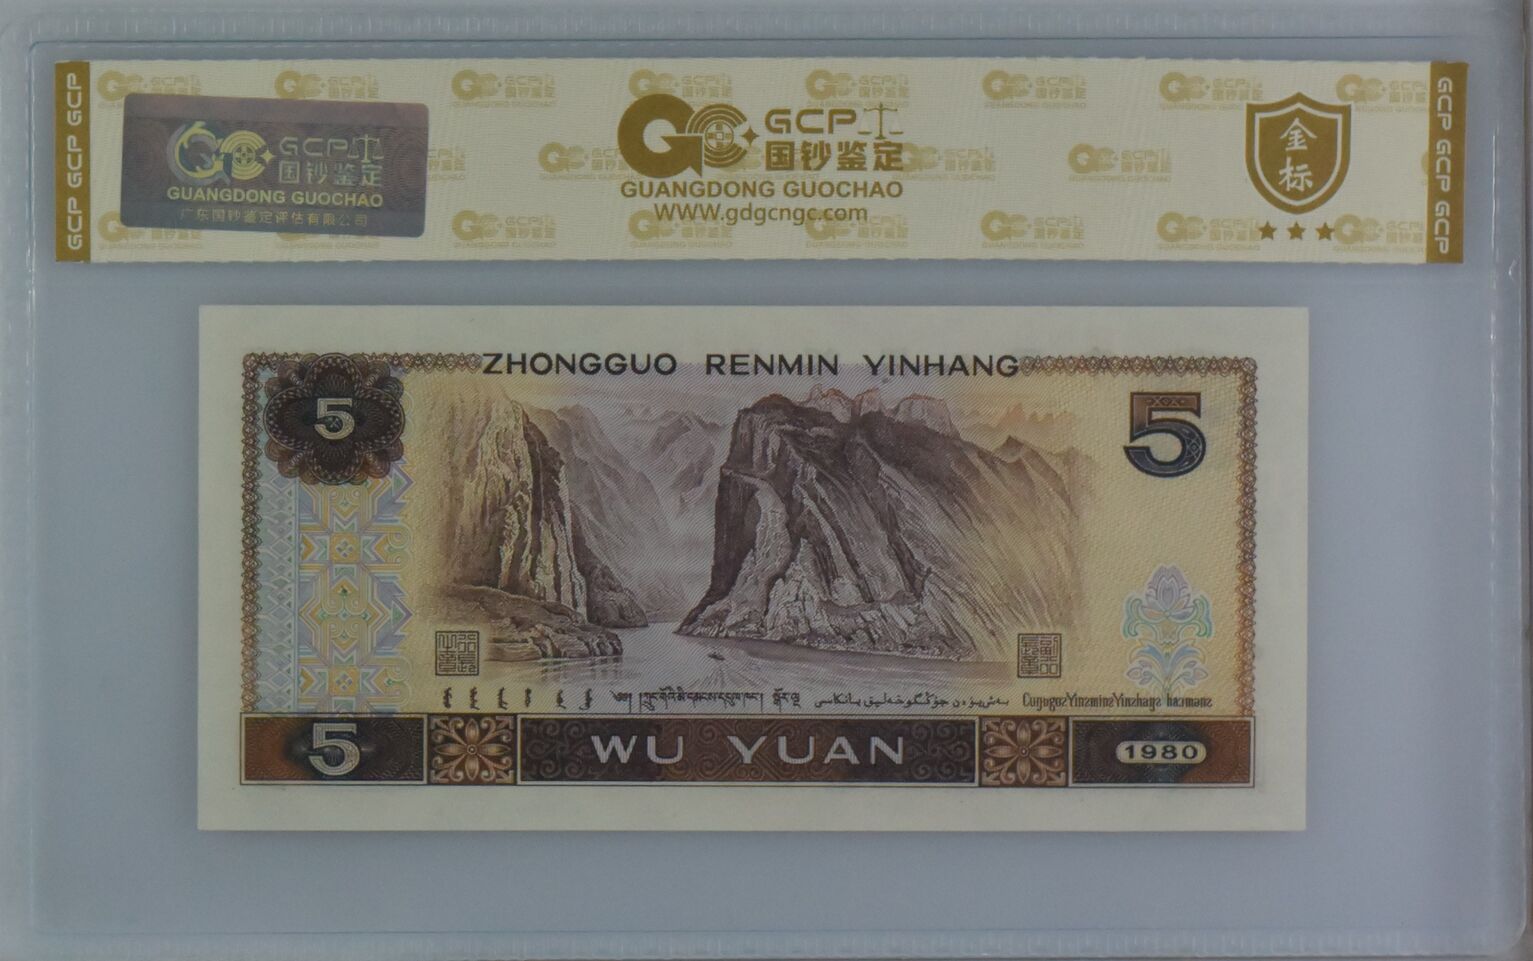 GCP GCP GCP
GCP
国钞鉴定
GUANGDONG GUOCHAO
广东国钞鉴定评估有限公司
GCP
国钞鉴定
GUANGDONG GUOCHAO
WWW.gdgcngc.com
金标
GCP GCP GCP
ZHONGGUO RENMIN YINHANG
5
5
5
WU YUAN
1980